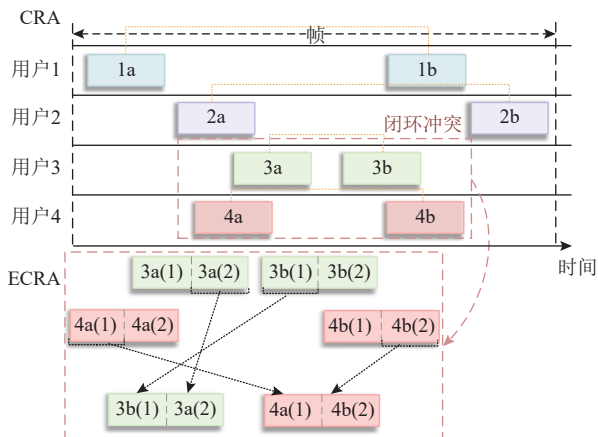 CRA
帧
用户1 1a 1b
用户2 2a 2b
闭环冲突
用户3 3a 3b
用户4 4a 4b
时间
ECRA
3a(1) 3a(2) 3b(1) 3b(2)
4a(1) 4a(2) 4b(1) 4b(2)
3b(1) 3a(2) 4a(1) 4b(2)